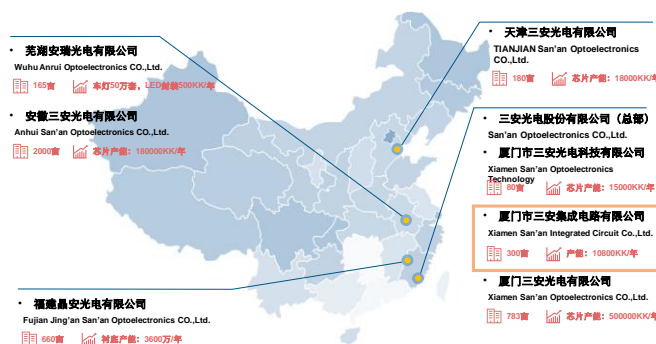 • 芜湖安瑞光电有限公司
Wuhu Anrui Optoelectronics CO.,Ltd.
165亩 车灯50万套，LED封装500KK/年
• 安徽三安光电有限公司
Anhui San'an Optoelectronics CO.,Ltd.
2000亩 芯片产能：180000KK/年
• 福建晶安光电有限公司
Fujian Jing'an San'an Optoelectronics CO.,Ltd.
660亩 衬底产能：3600万/年
• 天津三安光电有限公司
TIANJIAN San'an Optoelectronics
CO.,Ltd.
180亩 芯片产能：18000KK/年
• 三安光电股份有限公司（总部）
San'an Optoelectronics CO.,Ltd.
• 厦门市三安光电科技有限公司
Xiamen San'an Optoelectronics
Technology
80亩 芯片产能：15000KK/年
• 厦门市三安集成电路有限公司
Xiamen San'an Integrated Circuit Co.,Ltd.
300亩 产能：10800KK/年
• 厦门三安光电有限公司
Xiamen San'an Optoelectronics CO.,Ltd.
783亩 芯片产能：500000KK/年